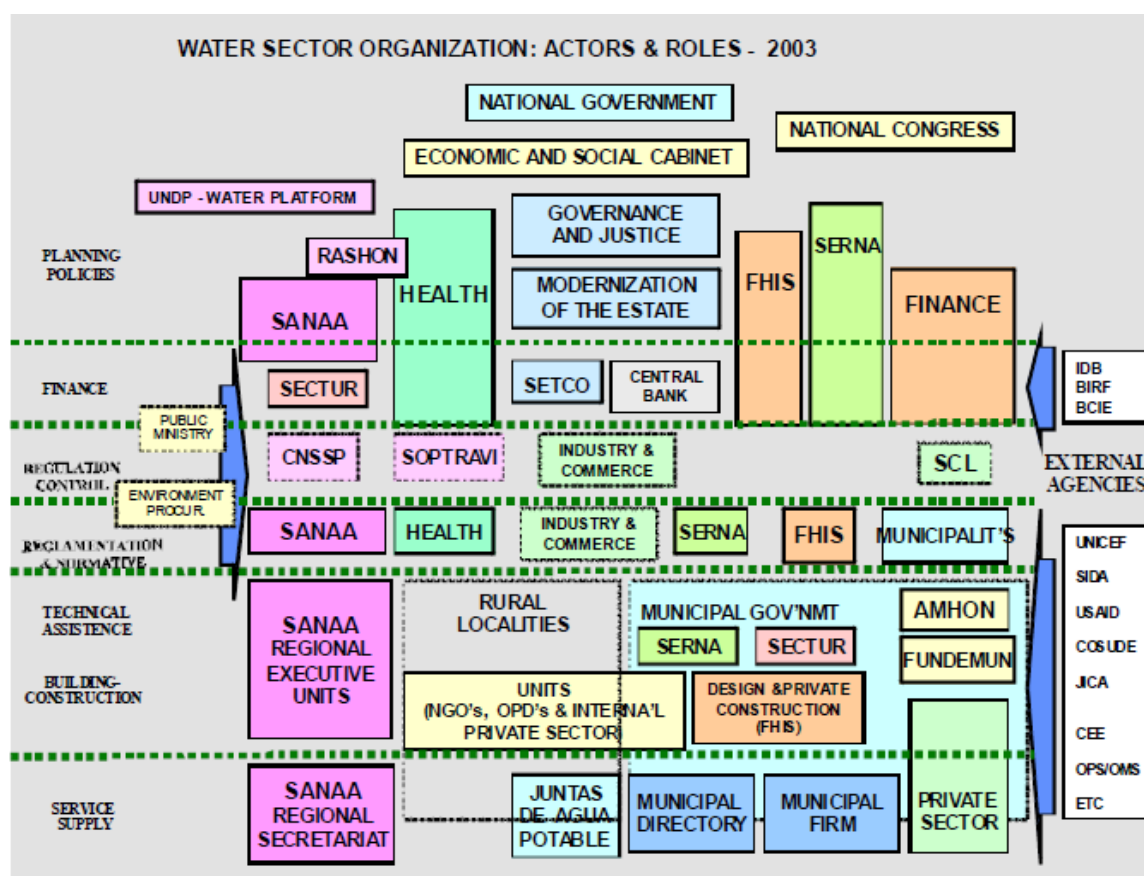 WATER SECTOR ORGANIZATION: ACTORS & ROLES - 2003
NATIONAL GOVERNMENT
NATIONAL CONGRESS
ECONOMIC AND SOCIAL CABINET
UNDP - WATER PLATFORM
PLANNING
POLICIES
RASHON
SANAA
HEALTH
GOVERNANCE
AND JUSTICE
MODERNIZATION
OF THE ESTATE
FHIS
SERNA
FINANCE
FINANCE
SECTUR
SETCO
CENTRAL
BANK
IDB
BIRF
BCIE
PUBLIC
MINISTRY
REGULATION
CONTROL
CNSSP
SOPTRAVI
INDUSTRY &
COMMERCE
SCL
EXTERNAL
AGENCIES
ENVIRONMENT
PROCUR.
REGLAMENTATION
& NORMATIVE
SANAA
HEALTH
INDUSTRY &
COMMERCE
SERNA
FHIS
MUNICIPALIT'S
TECHNICAL
ASSISTENCE
BUILDING-
CONSTRUCTION
SANAA
REGIONAL
EXECUTIVE
UNITS
RURAL
LOCALITIES
MUNICIPAL GOV'NMT
SERNA
SECTUR
AMHON
FUNDEMUN
UNITS
(NGO's, OPD's & INTERNA'L
PRIVATE SECTOR)
DESIGN &PRIVATE
CONSTRUCTION
(FHIS)
UNICEF
SIDA
USAID
COSUDE
JICA
CEE
OPS/OMS
ETC
SERVICE
SUPPLY
SANAA
REGIONAL
SECRETARIAT
JUNTAS
DE AGUA
POTABLE
MUNICIPAL
DIRECTORY
MUNICIPAL
FIRM
PRIVATE
SECTOR